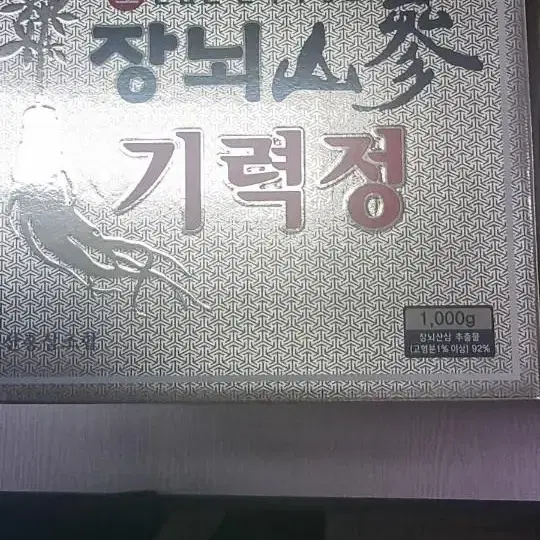 장뇌山蔘
기력정
1,000g
장뇌산삼 추출물
(고형분1% 이상) 92%